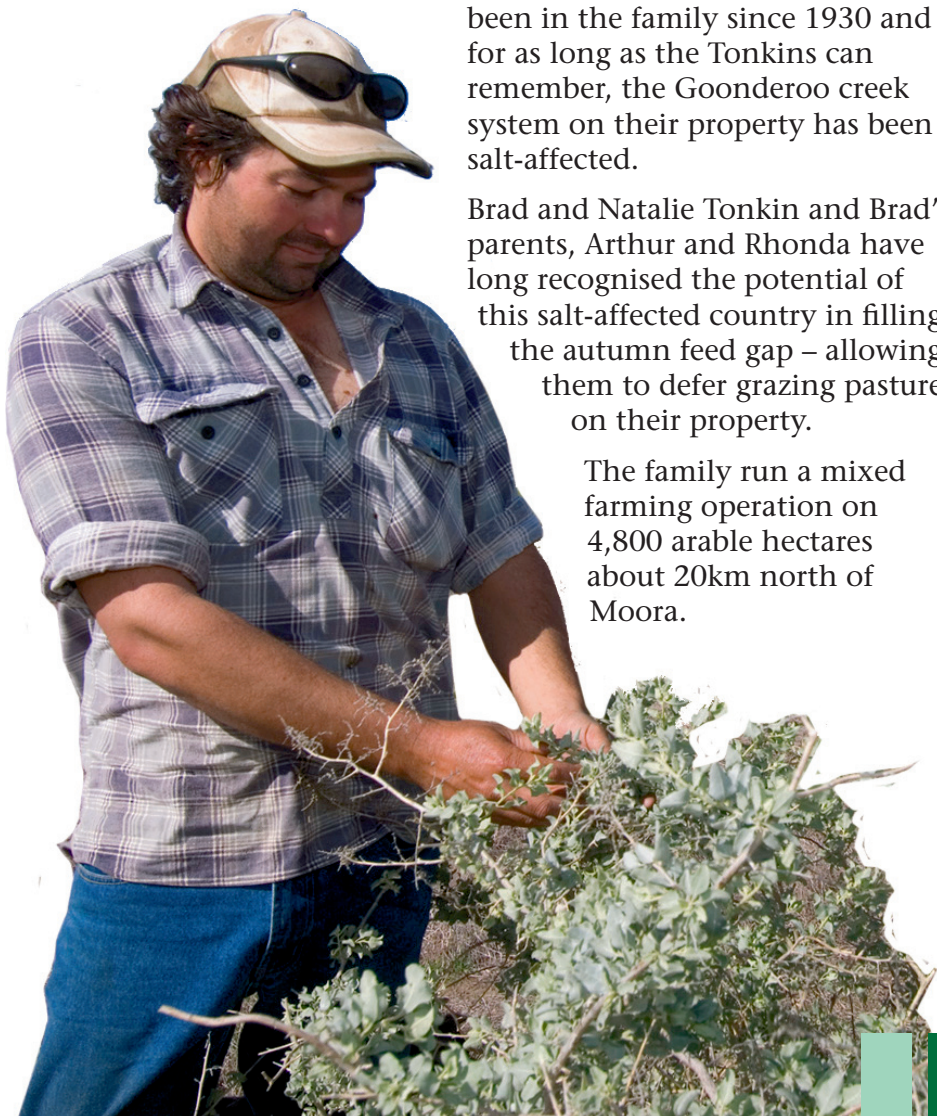 been in the family since 1930 and
for as long as the Tonkins can
remember, the Goonderoo creek
system on their property has been
salt-affected.
Brad and Natalie Tonkin and Brad’
parents, Arthur and Rhonda have
long recognised the potential of
this salt-affected country in filling
the autumn feed gap – allowing
them to defer grazing pasture
on their property.
The family run a mixed
farming operation on
4,800 arable hectares
about 20km north of
Moora.